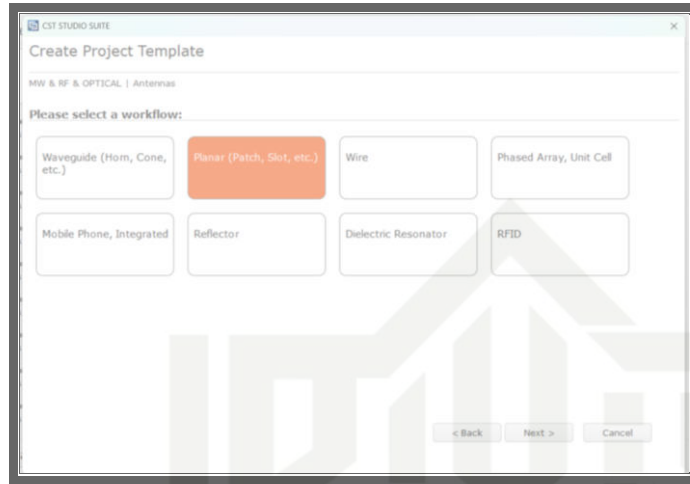 CST STUDIO SUITE
Create Project Template
MW & RF & OPTICAL | Antennas
Please select a workflow:
Waveguide (Horn, Cone, etc.)
Planar (Patch, Slot, etc.)
Wire
Phased Array, Unit Cell
Mobile Phone, Integrated
Reflector
Dielectric Resonator
RFID
< Back
Next >
Cancel